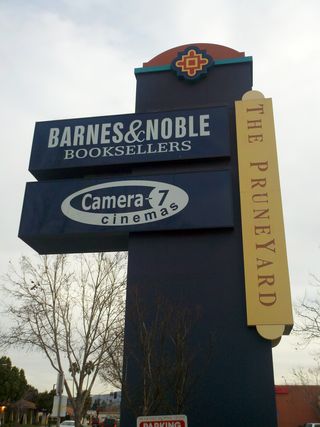 BARNES & NOBLE
BOOKSELLERS
Camera 7
cinemas
THE PRUNEYARD
PARKING